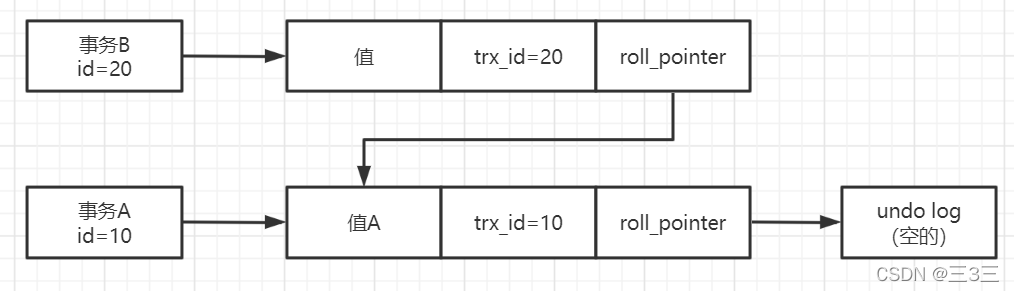 事务B
id=20
值
trx_id=20
roll_pointer
事务A
id=10
值A
trx_id=10
roll_pointer
undo log
（空的）
CSDN @三3三